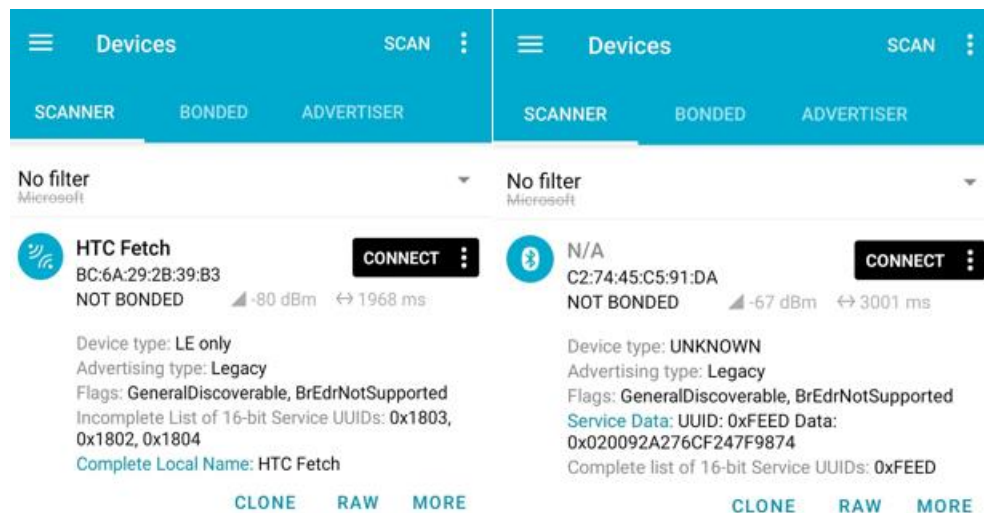 Devices
SCAN
SCANNER
BONDED
ADVERTISER
No filter
Microsoft
HTC Fetch
CONNECT
BC:6A:29:2B:39:B3
NOT BONDED
-80 dBm
1968 ms
Device type: LE only
Advertising type: Legacy
Flags: GeneralDiscoverable, BrEdrNotSupported
Incomplete List of 16-bit Service UUIDs: 0x1803,
0x1802, 0x1804
Complete Local Name: HTC Fetch
CLONE
RAW
MORE
Devices
SCAN
SCANNER
BONDED
ADVERTISER
No filter
Microsoft
N/A
CONNECT
C2:74:45:C5:91:DA
NOT BONDED
-67 dBm
3001 ms
Device type: UNKNOWN
Advertising type: Legacy
Flags: GeneralDiscoverable, BrEdrNotSupported
Service Data: UUID: 0xFEED Data:
0x020092A276CF247F9874
Complete list of 16-bit Service UUIDs: 0xFEED
CLONE
RAW
MORE